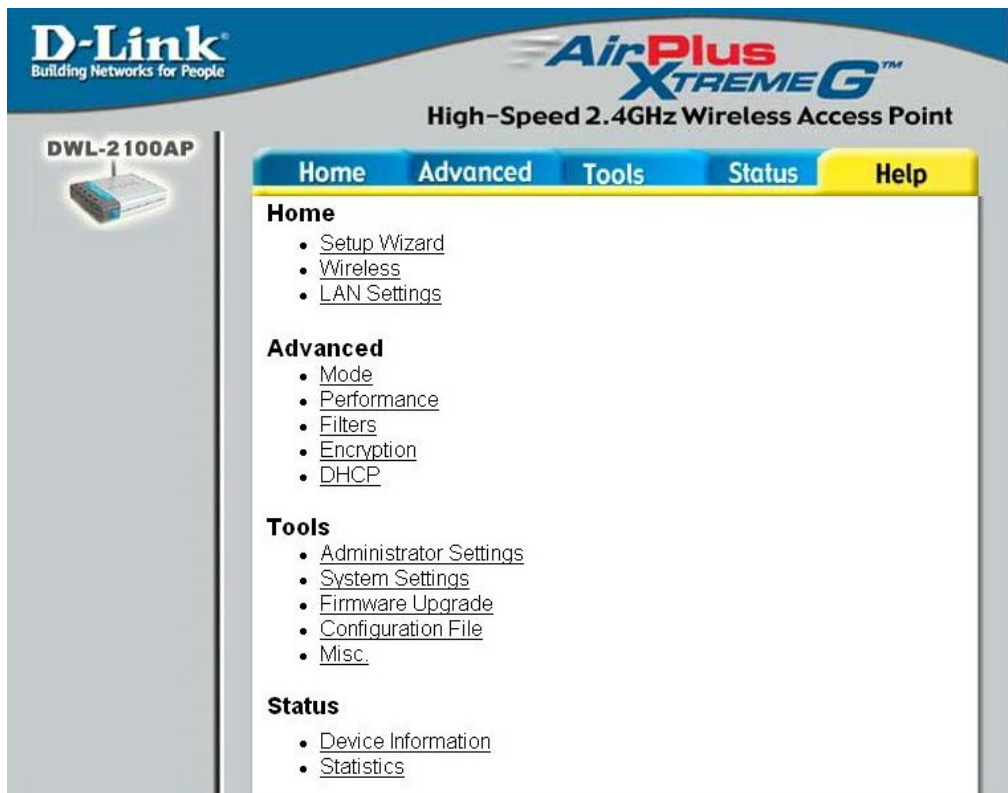 D-Link
Building Networks for People
AirPlus
XTREME G™
High-Speed 2.4GHz Wireless Access Point
DWL-2100AP
Home Advanced Tools Status Help
Home
Setup Wizard
Wireless
LAN Settings
Advanced
Mode
Performance
Filters
Encryption
DHCP
Tools
Administrator Settings
System Settings
Firmware Upgrade
Configuration File
Misc.
Status
Device Information
Statistics